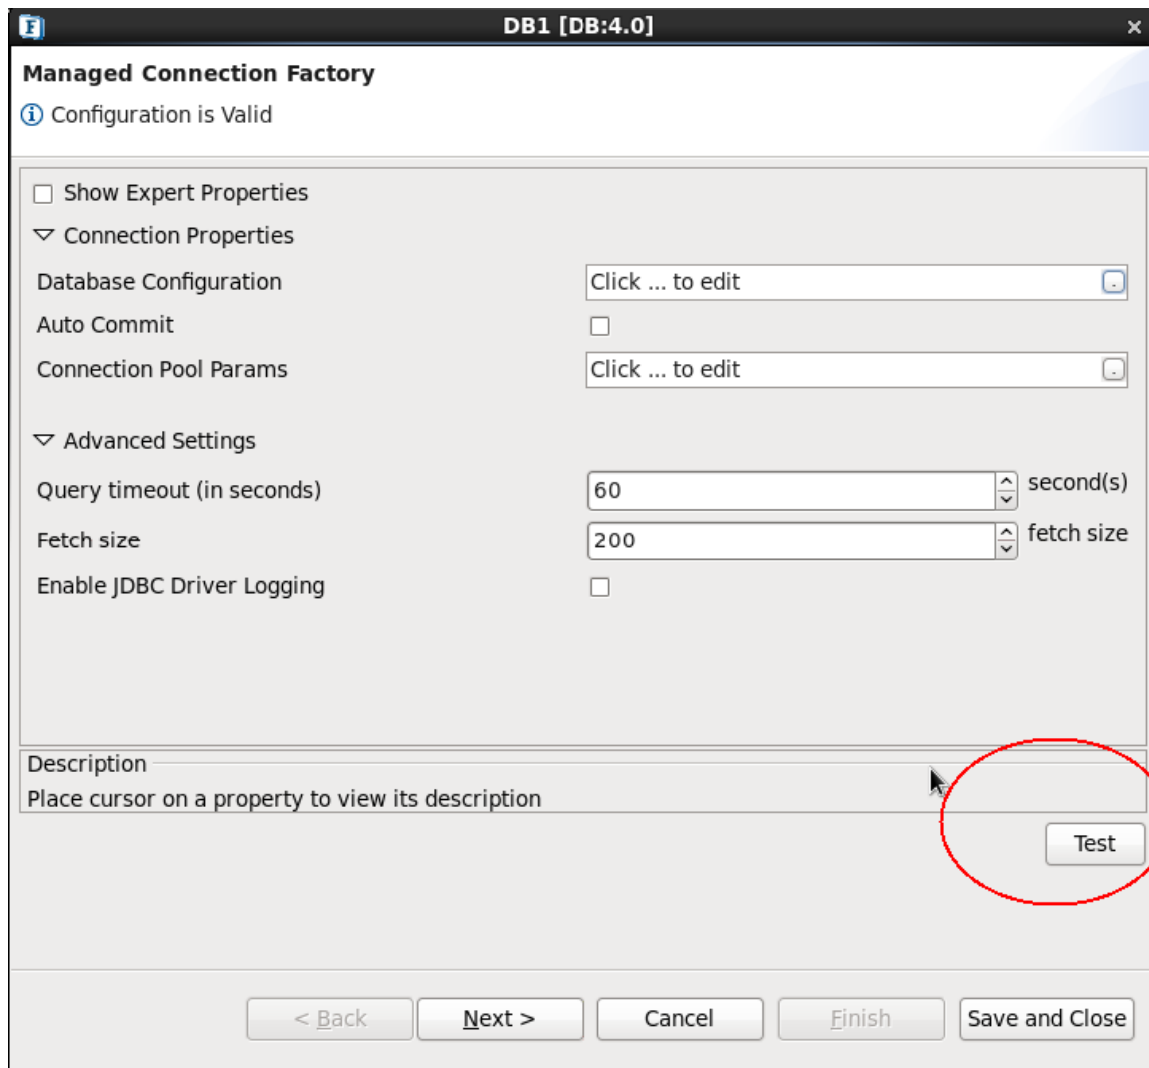 DB1 [DB:4.0]
Managed Connection Factory
Configuration is Valid
Show Expert Properties
Connection Properties
Database Configuration Click ... to edit
Auto Commit
Connection Pool Params Click ... to edit
Advanced Settings
Query timeout (in seconds) 60 second(s)
Fetch size 200 fetch size
Enable JDBC Driver Logging
Description
Place cursor on a property to view its description
Test
< Back Next > Cancel Finish Save and Close